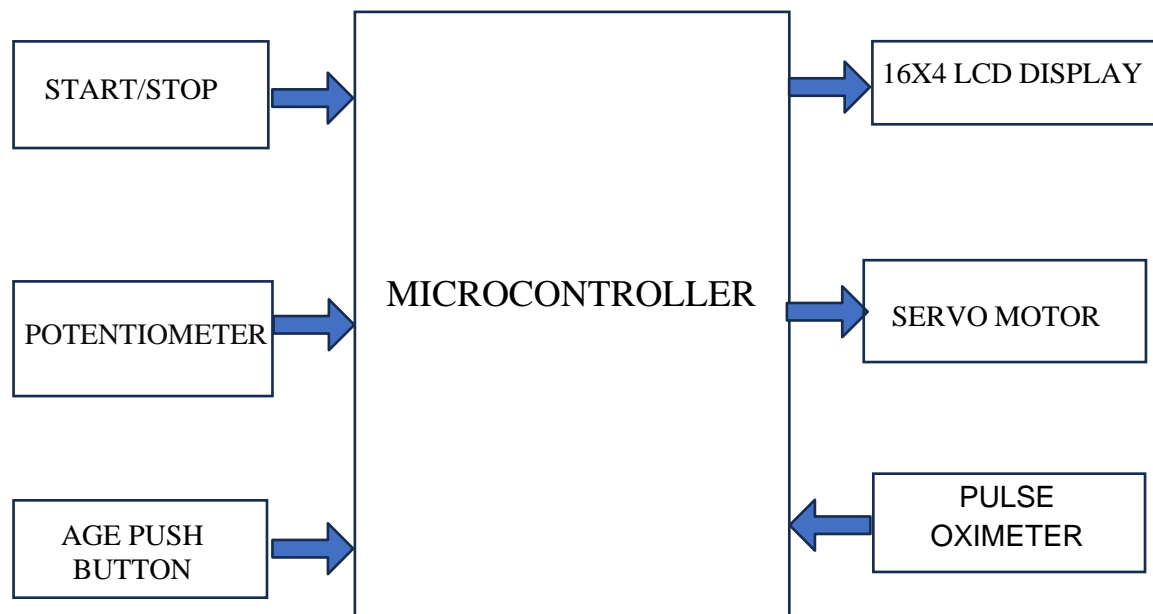 START/STOP
16X4 LCD DISPLAY
MICROCONTROLLER
POTENTIOMETER
SERVO MOTOR
AGE PUSH
BUTTON
PULSE
OXIMETER